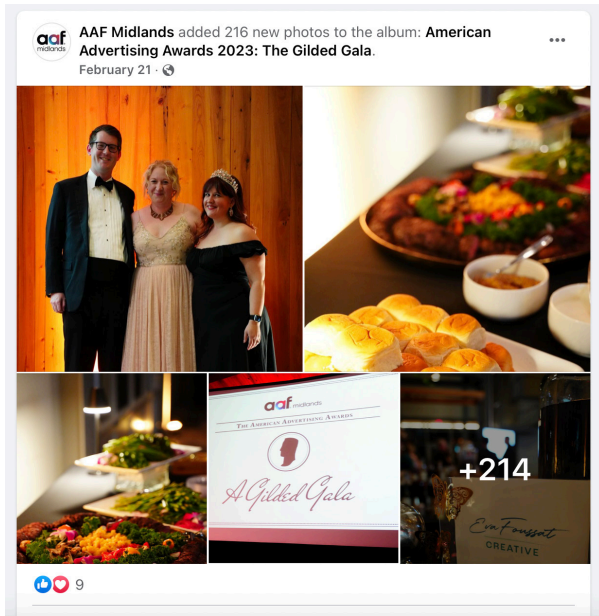 aaf
midlands
AAF Midlands added 216 new photos to the album: American
Advertising Awards 2023: The Gilded Gala.
February 21 ·
aaf midlands
THE AMERICAN ADVERTISING AWARDS
A Gilded Gala
+214
Eva Foussat
CREATIVE
9